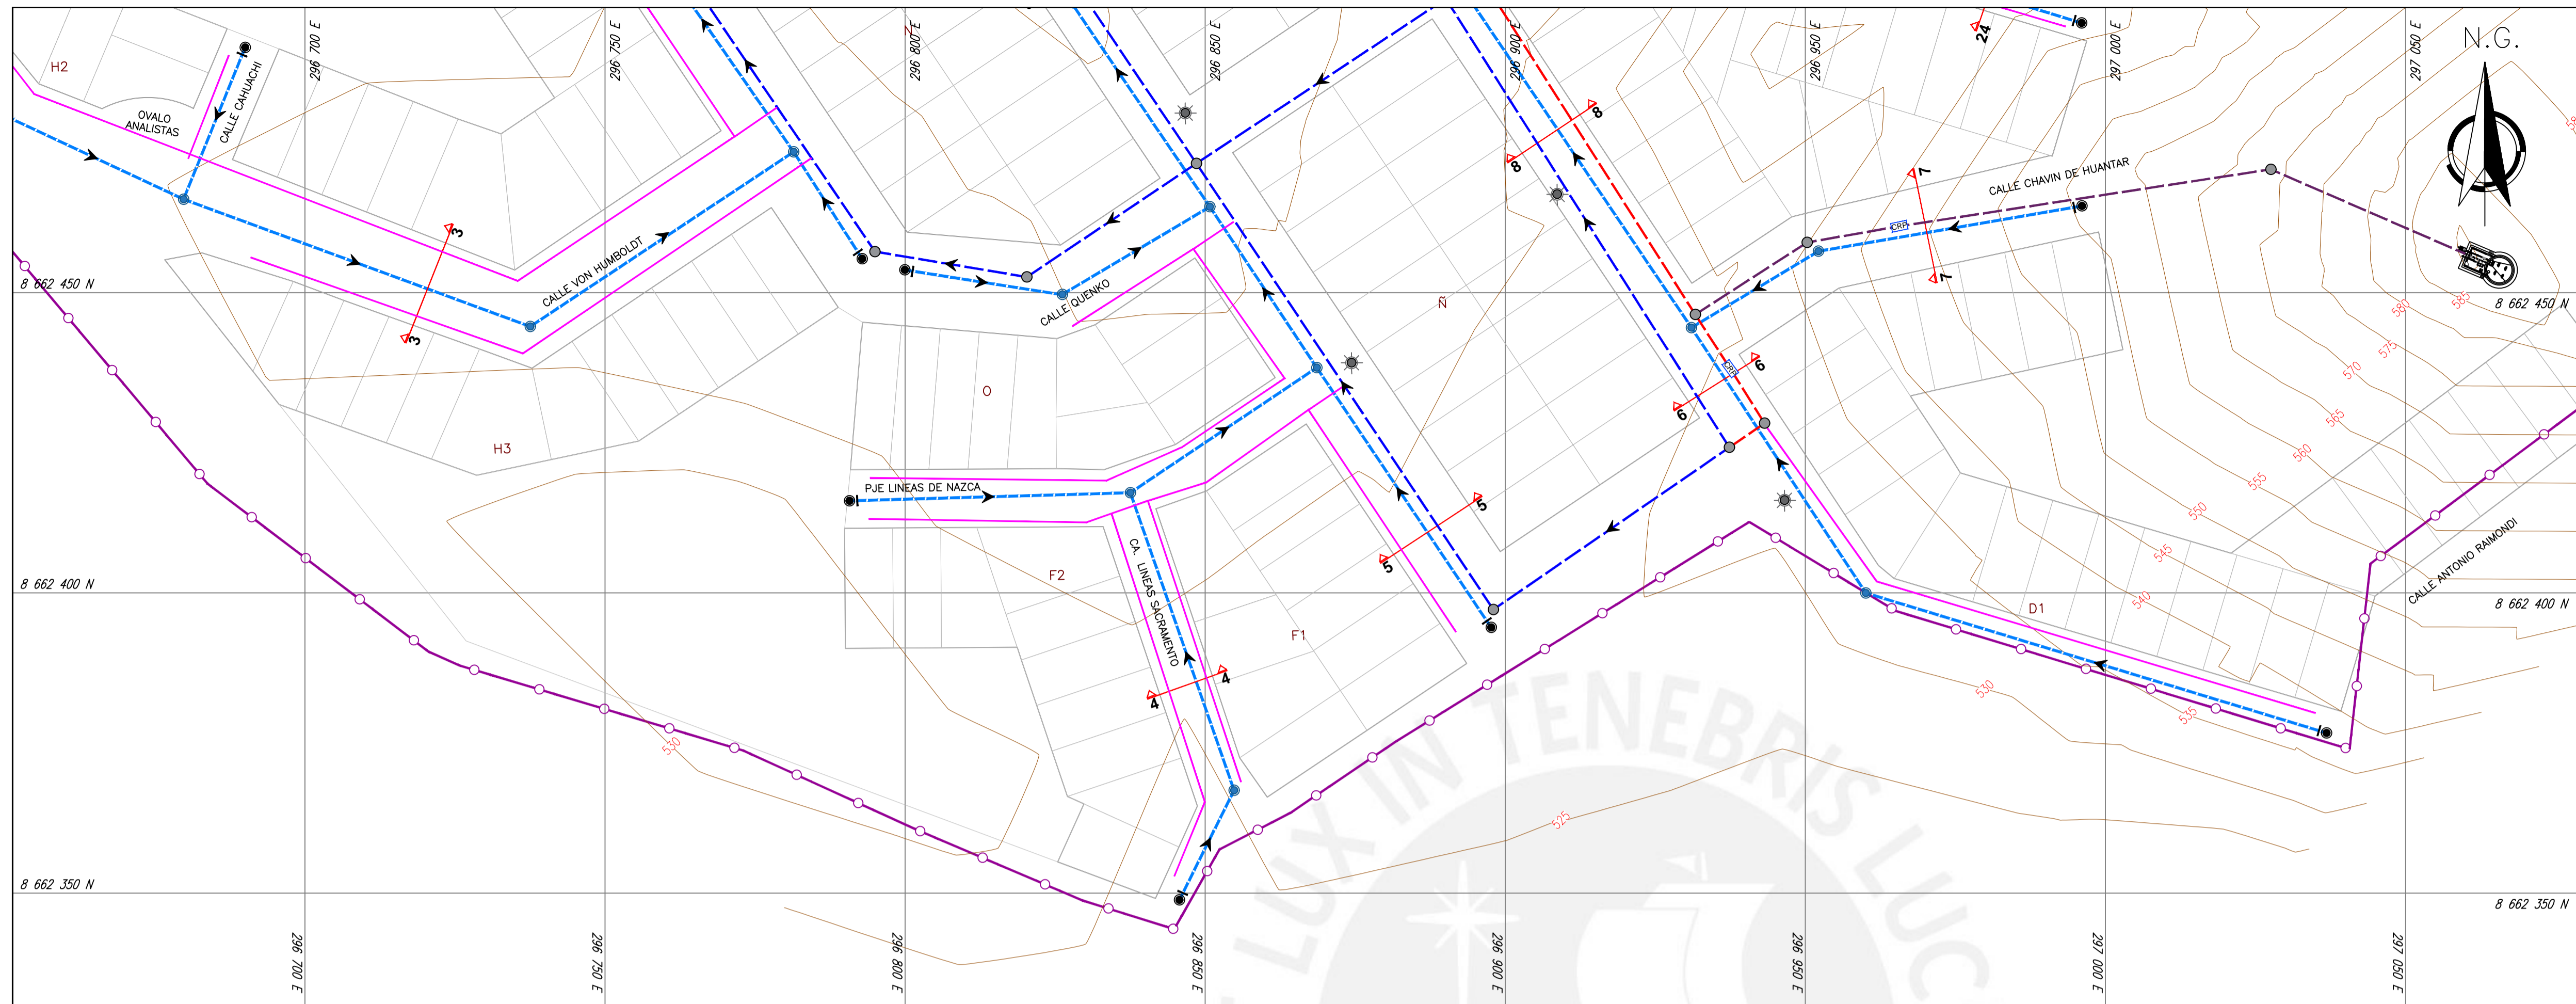 296 700 E
296 750 E
296 800 E
296 850 E
296 900 E
296 950 E
297 000 E
297 050 E
N.G.
24
H2
OVALO
ANALISTAS
CALLE CAHUACHI
8
8
7
CALLE CHAVIN DE HUANTAR
CRP
7
3
3
CALLE VON HUMBOLDT
CALLE QUENKO
8 662 450 N
8 662 450 N
Ñ
580
585
575
570
565
560
555
550
545
540
535
530
6
CRP
6
O
H3
PJE LINEAS DE NAZCA
5
5
CA. LINEAS SACRAMENTO
F2
F1
CALLE ANTONIO RAIMONDI
8 662 400 N
8 662 400 N
D1
4
4
530
525
8 662 350 N
8 662 350 N
LUX IN TENEBRIS LUC
296 700 E
296 750 E
296 800 E
296 850 E
296 900 E
296 950 E
297 000 E
297 050 E